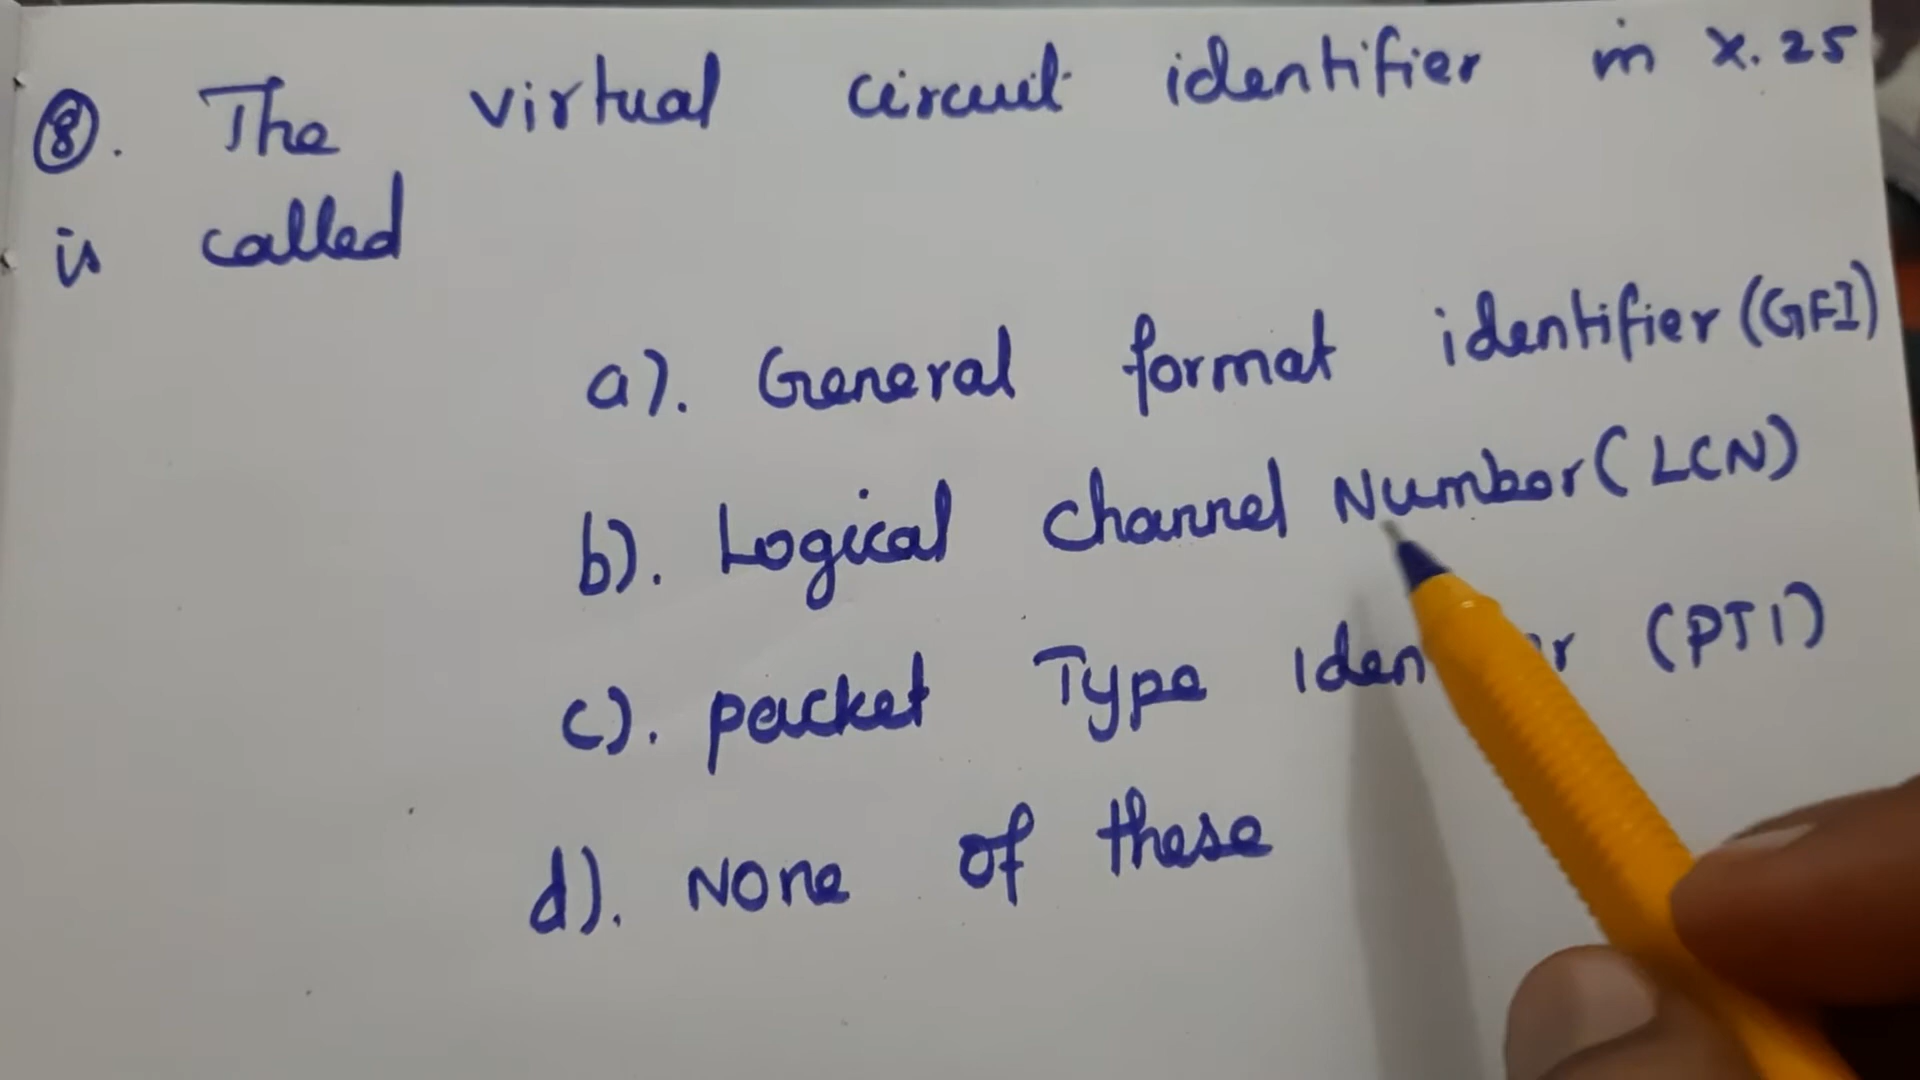 8. The virtual circuit identifier in X.25
is called
a). General format identifier (GFI)
b). Logical Channel Number (LCN)
c). packet Type (PTI)
d). None of these